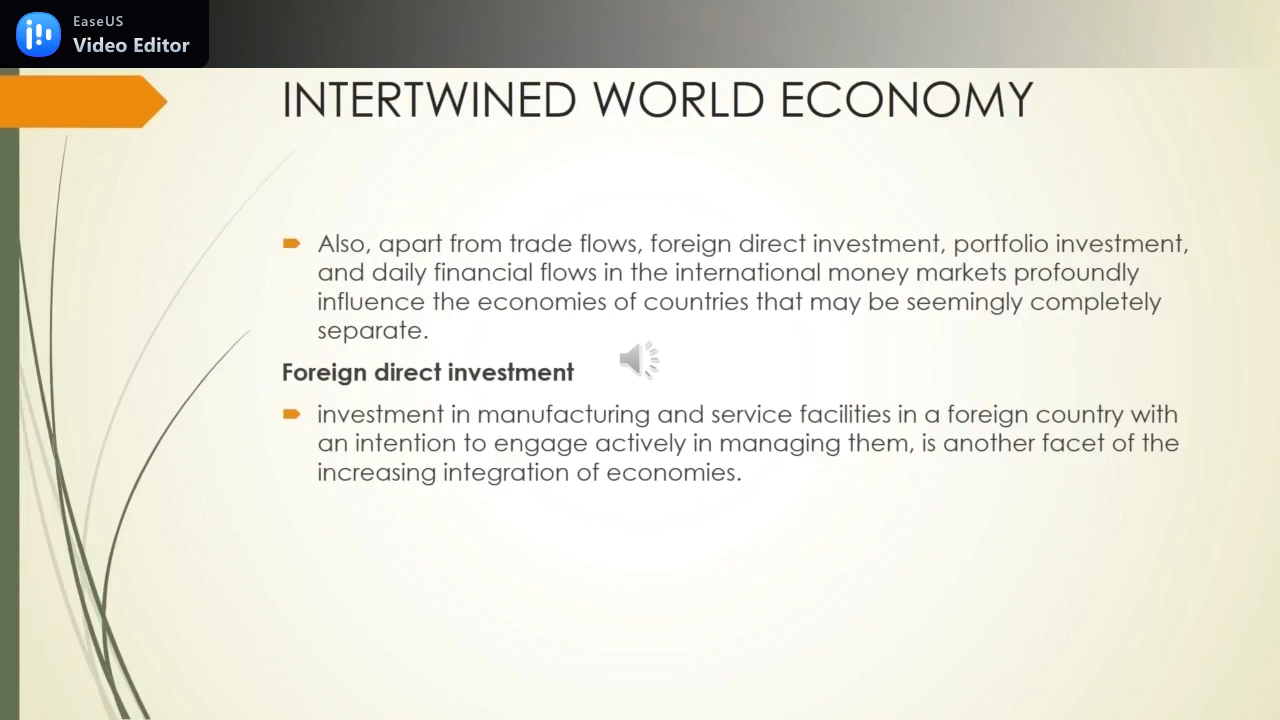 EaseUS
Video Editor
INTERTWINED WORLD ECONOMY
Also, apart from trade flows, foreign direct investment, portfolio investment,
and daily financial flows in the international money markets profoundly
influence the economies of countries that may be seemingly completely
separate.
Foreign direct investment
investment in manufacturing and service facilities in a foreign country with
an intention to engage actively in managing them, is another facet of the
increasing integration of economies.